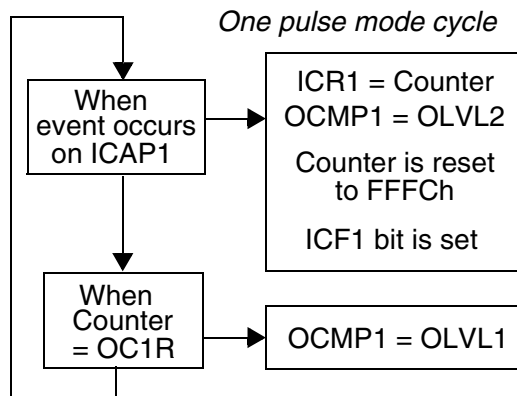 One pulse mode cycle
When
event occurs
on ICAP1
ICR1 = Counter
OCMP1 = OLVL2
Counter is reset
to FFFCh
ICF1 bit is set
When
Counter
= OC1R
OCMP1 = OLVL1